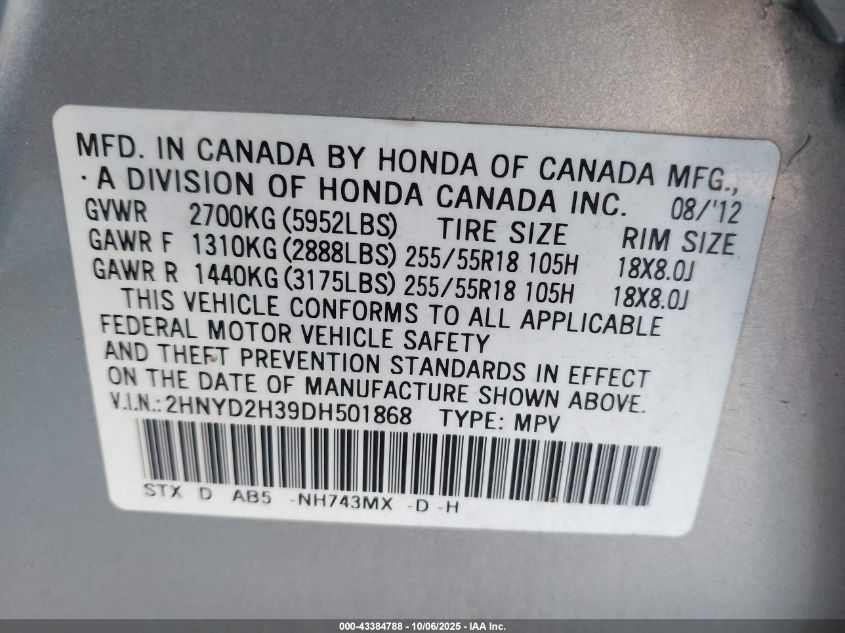 MFD. IN CANADA BY HONDA OF CANADA MFG.,
· A DIVISION OF HONDA CANADA INC. 08/'12
GVWR 2700KG (5952LBS) TIRE SIZE RIM SIZE
GAWR F 1310KG (2888LBS) 255/55R18 105H 18X8.0J
GAWR R 1440KG (3175LBS) 255/55R18 105H 18X8.0J
THIS VEHICLE CONFORMS TO ALL APPLICABLE
FEDERAL MOTOR VEHICLE SAFETY
AND THEFT PREVENTION STANDARDS IN EFFECT
ON THE DATE OF MANUFACTURE SHOWN ABOVE.
V.I.N.: 2HNYD2H39DH501868 TYPE: MPV
STX D AB5 -NH743MX -D -H
000-43384788 - 10/06/2025 - IAA Inc.